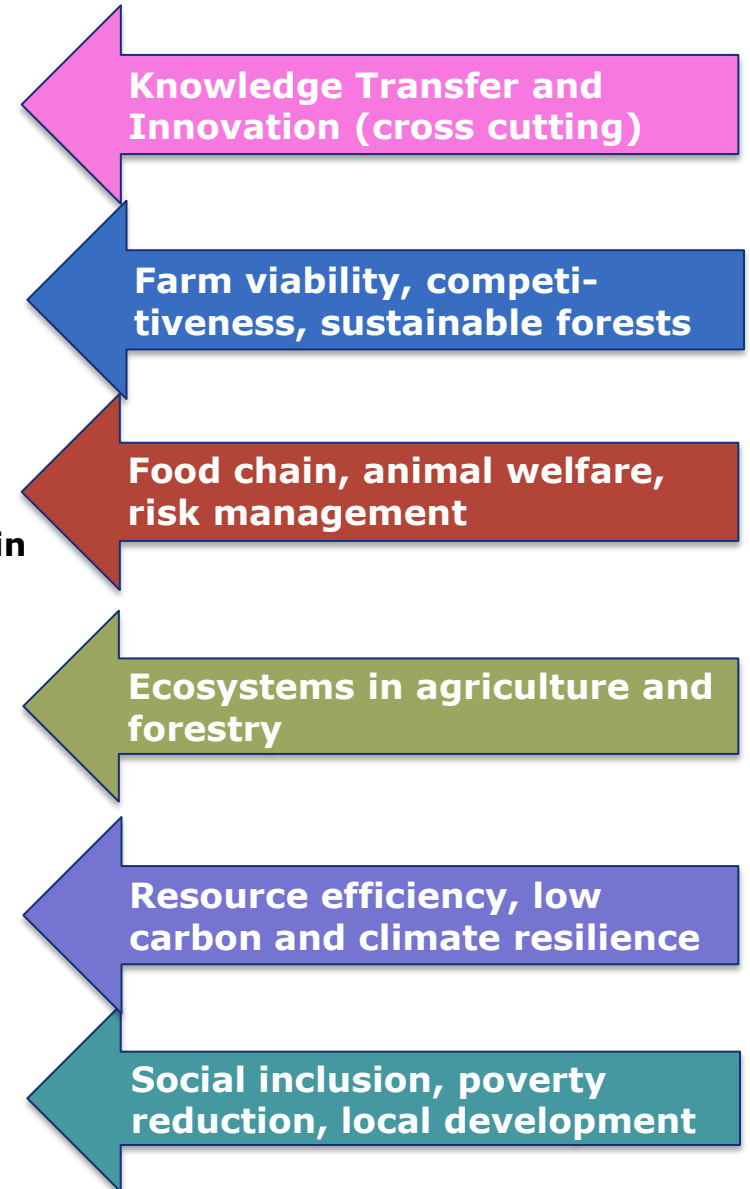 Knowledge Transfer and
Innovation (cross cutting)
Farm viability, competi-
tiveness, sustainable forests
Food chain, animal welfare,
risk management
in
Ecosystems in agriculture and
forestry
Resource efficiency, low
carbon and climate resilience
Social inclusion, poverty
reduction, local development